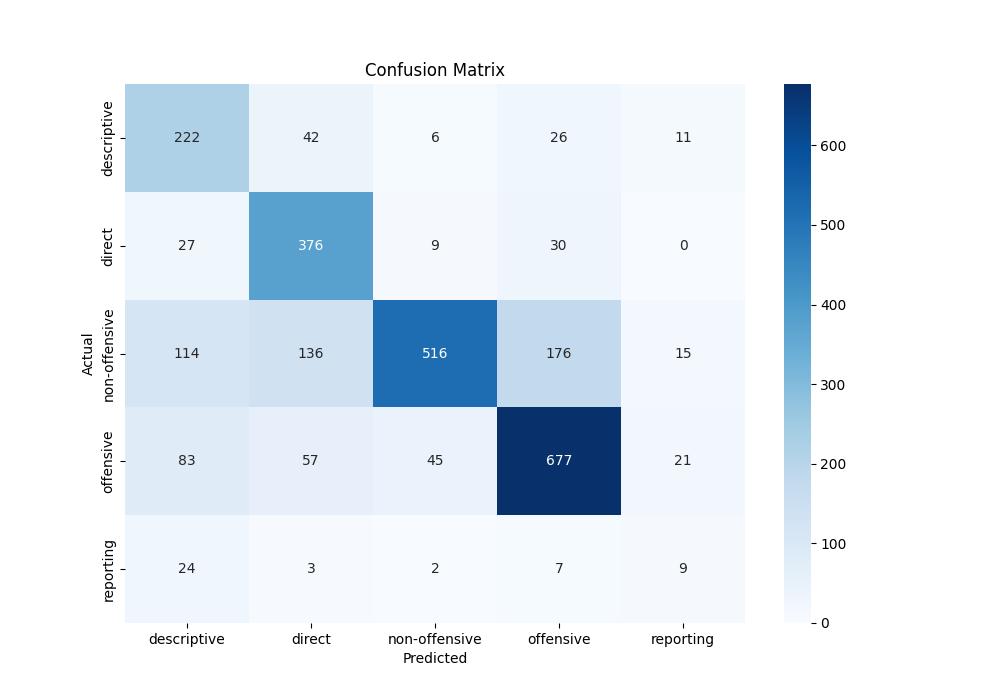 Confusion Matrix
descriptive 222 42 6 26 11
direct 27 376 9 30 0
non-offensive 114 136 516 176 15
offensive 83 57 45 677 21
reporting 24 3 2 7 9
Actual
descriptive direct non-offensive offensive reporting
Predicted
600
500
400
300
200
100
0